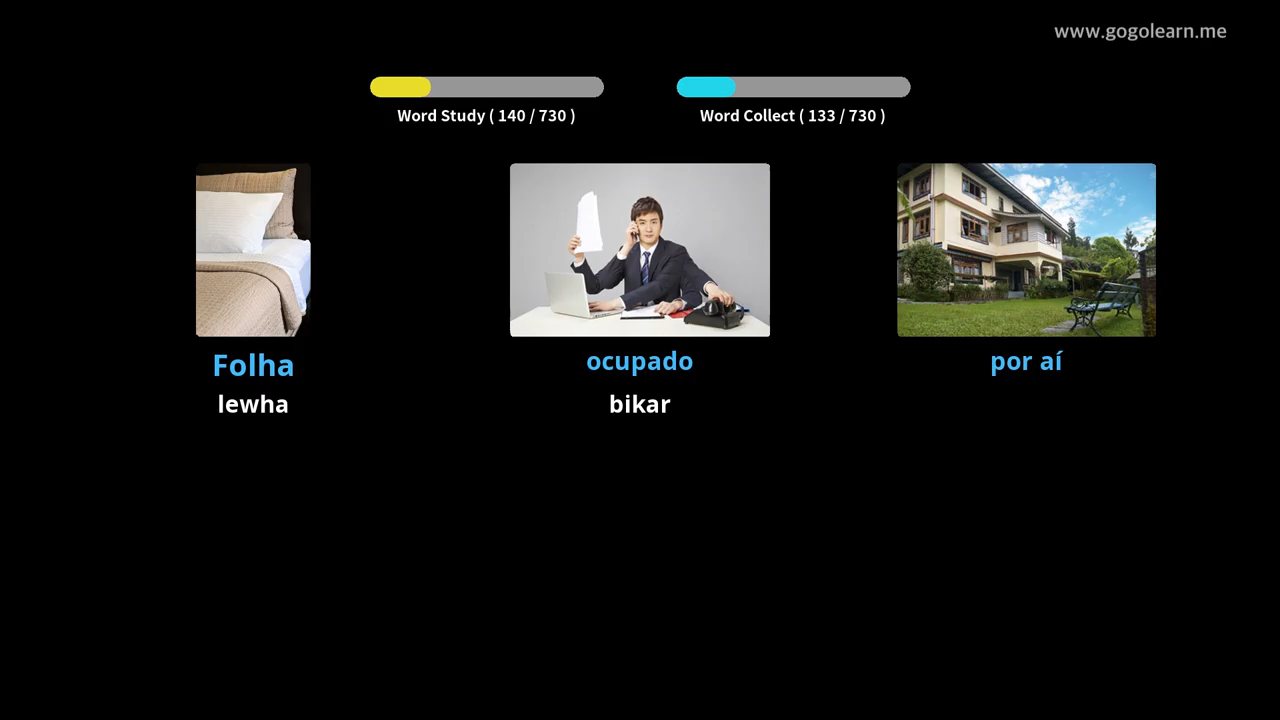 www.gogolearn.me
Word Study ( 140 / 730 )
Word Collect ( 133 / 730 )
Folha
lewha
ocupado
bikar
por aí